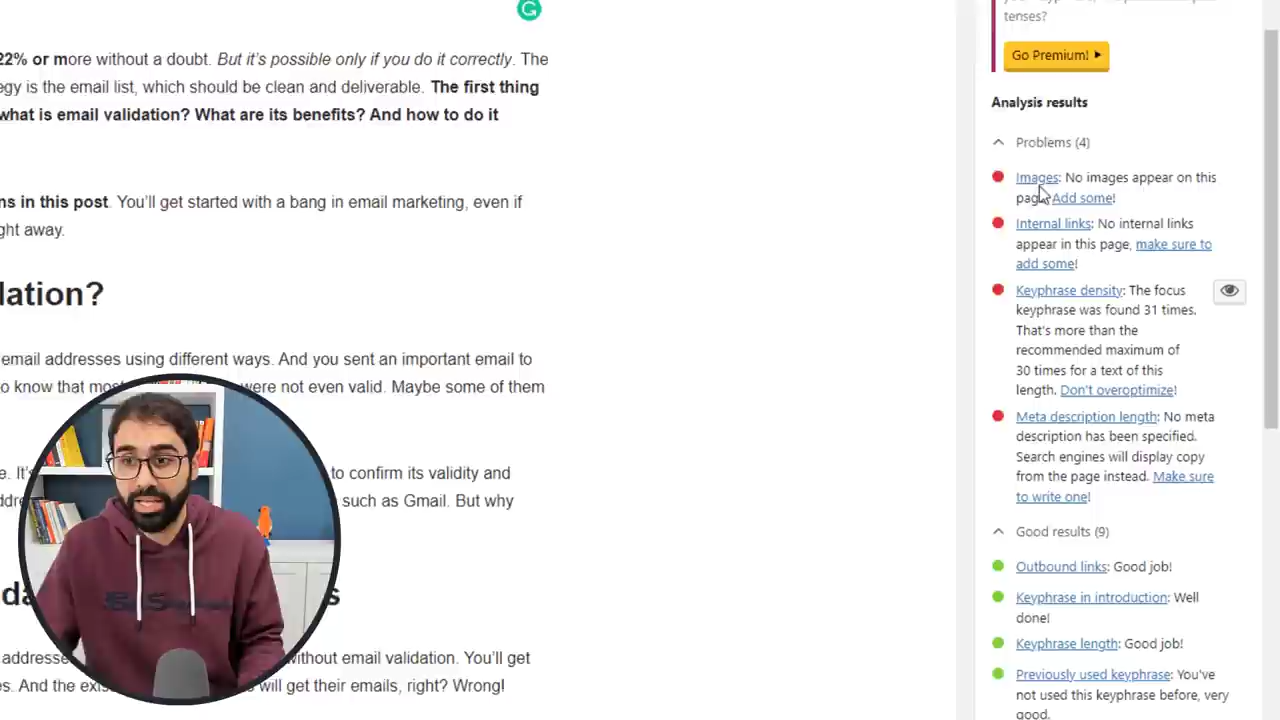 22% or more without a doubt. But it's possible only if you do it correctly. The
egy is the email list, which should be clean and deliverable. The first thing
what is email validation? What are its benefits? And how to do it
ns in this post. You'll get started with a bang in email marketing, even if
ght away.
dation?
email addresses using different ways. And you sent an important email to
o know that most were not even valid. Maybe some of them
e. It's to confirm its validity and
ddre such as Gmail. But why
da s
addresse without email validation. You'll get
s. And the exis will get their emails, right? Wrong!
tenses?
Go Premium!
Analysis results
Problems (4)
Images: No images appear on this
page. Add some!
Internal links: No internal links
appear in this page, make sure to
add some!
Keyphrase density: The focus
keyphrase was found 31 times.
That's more than the
recommended maximum of
30 times for a text of this
length. Don't overoptimize!
Meta description length: No meta
description has been specified.
Search engines will display copy
from the page instead. Make sure
to write one!
Good results (9)
Outbound links: Good job!
Keyphrase in introduction: Well
done!
Keyphrase length: Good job!
Previously used keyphrase: You've
not used this keyphrase before, very
good.